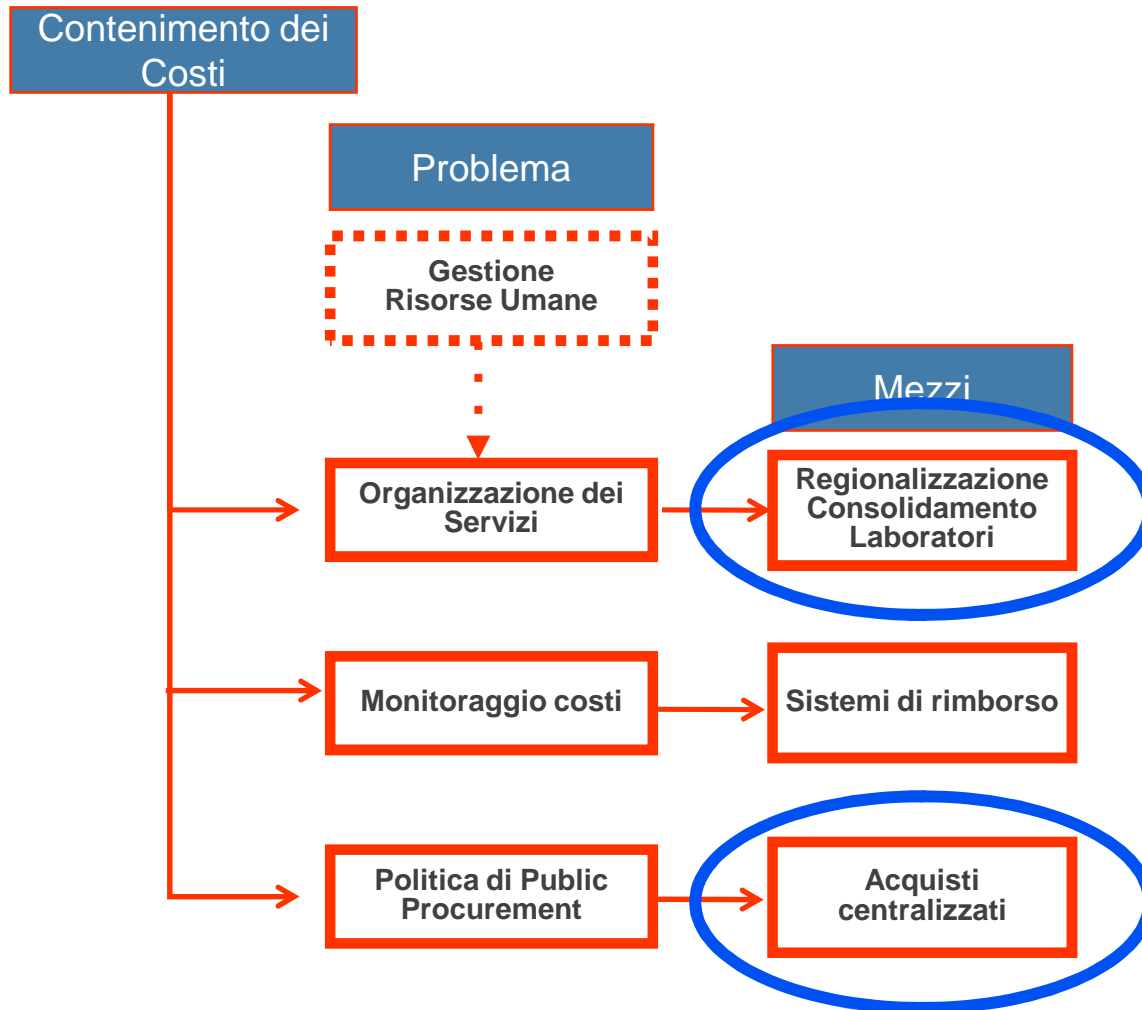 Contenimento dei
Costi
Problema
Gestione
Risorse Umane
Mezzi
Organizzazione dei
Servizi
Regionalizzazione
Consolidamento
Laboratori
Monitoraggio costi
Sistemi di rimborso
Politica di Public
Procurement
Acquisti
centralizzati